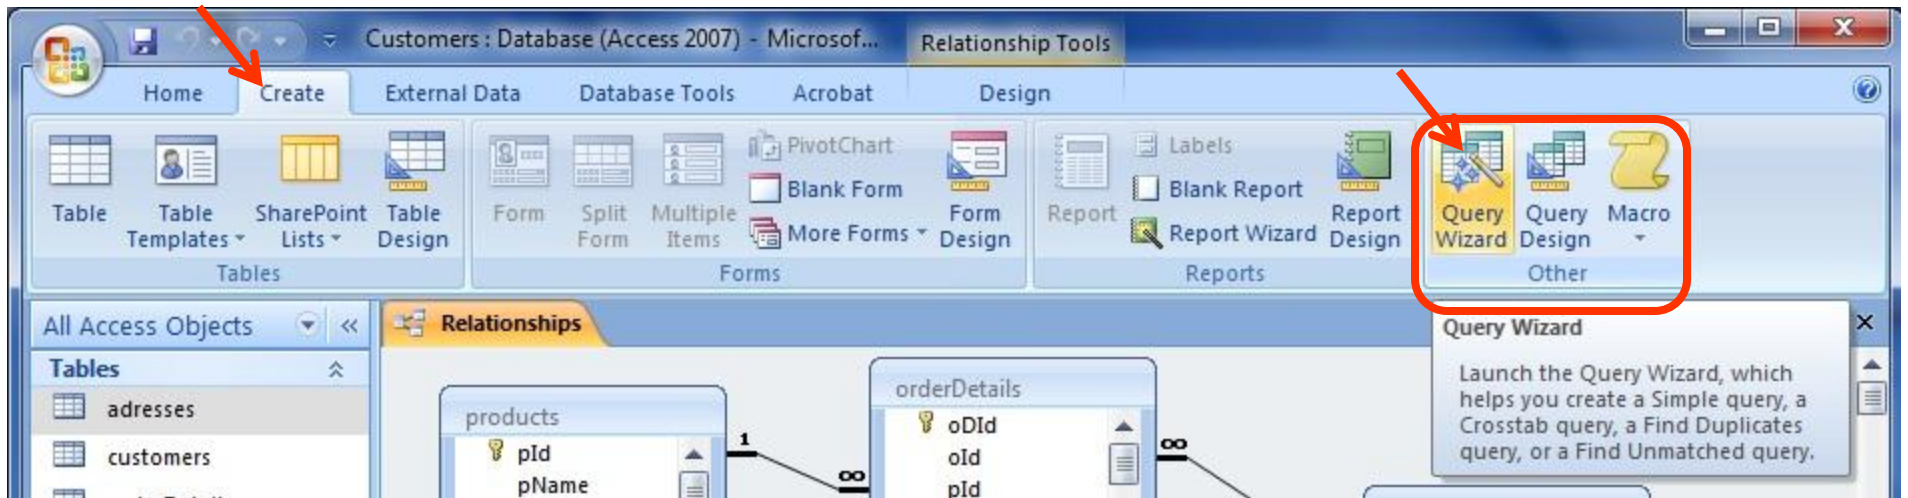 Customers : Database (Access 2007) - Microsof...
Relationship Tools
Home Create External Data Database Tools Acrobat Design
Table
Table Templates
SharePoint Lists
Table Design
Tables
Form
Split Form
Multiple Items
PivotChart
Blank Form
More Forms
Form Design
Forms
Report
Labels
Blank Report
Report Wizard
Report Design
Reports
Query Wizard
Query Design
Macro
Other
All Access Objects
Tables
adresses
customers
Relationships
products
pId
pName
1
∞
orderDetails
oDId
oId
pId
∞
Query Wizard
Launch the Query Wizard, which
helps you create a Simple query, a
Crosstab query, a Find Duplicates
query, or a Find Unmatched query.